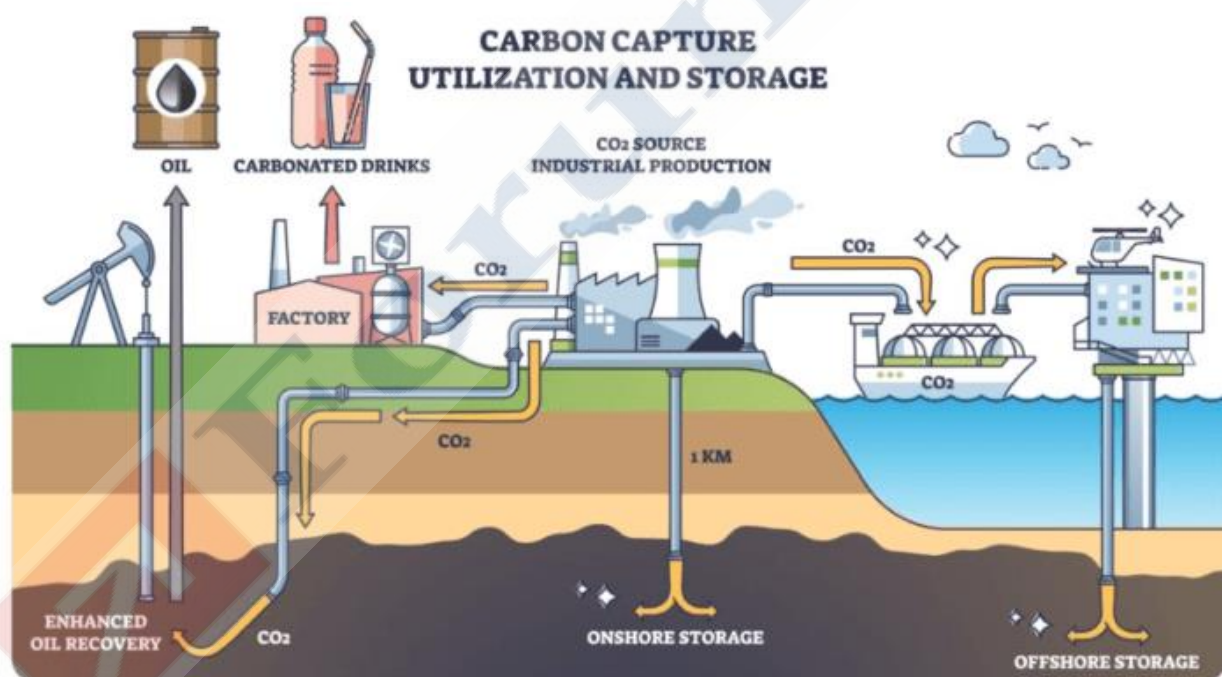 CARBON CAPTURE
UTILIZATION AND STORAGE
OIL
CARBONATED DRINKS
CO2 SOURCE
INDUSTRIAL PRODUCTION
CO2
CO2
FACTORY
CO2
CO2
1 KM
ENHANCED
OIL RECOVERY
CO2
ONSHORE STORAGE
OFFSHORE STORAGE